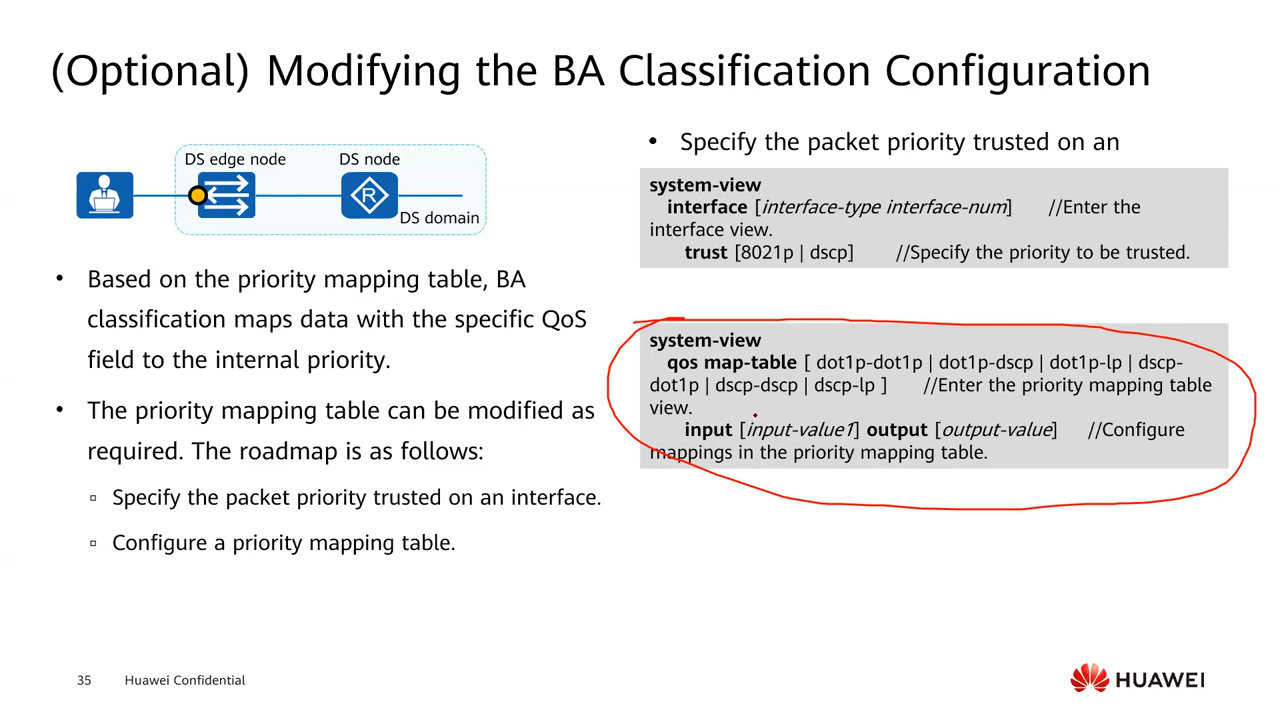 (Optional) Modifying the BA Classification Configuration
DS edge node
DS node
R
DS domain
• Based on the priority mapping table, BA
classification maps data with the specific QoS
field to the internal priority.
• The priority mapping table can be modified as
required. The roadmap is as follows:
▫ Specify the packet priority trusted on an interface.
▫ Configure a priority mapping table.
• Specify the packet priority trusted on an
system-view
interface [interface-type interface-num] //Enter the
interface view.
trust [8021p | dscp] //Specify the priority to be trusted.
system-view
qos map-table [ dot1p-dot1p | dot1p-dscp | dot1p-lp | dscp-
dot1p | dscp-dscp | dscp-lp ] //Enter the priority mapping table
view.
input [input-value1] output [output-value] //Configure
mappings in the priority mapping table.
35 Huawei Confidential
HUAWEI